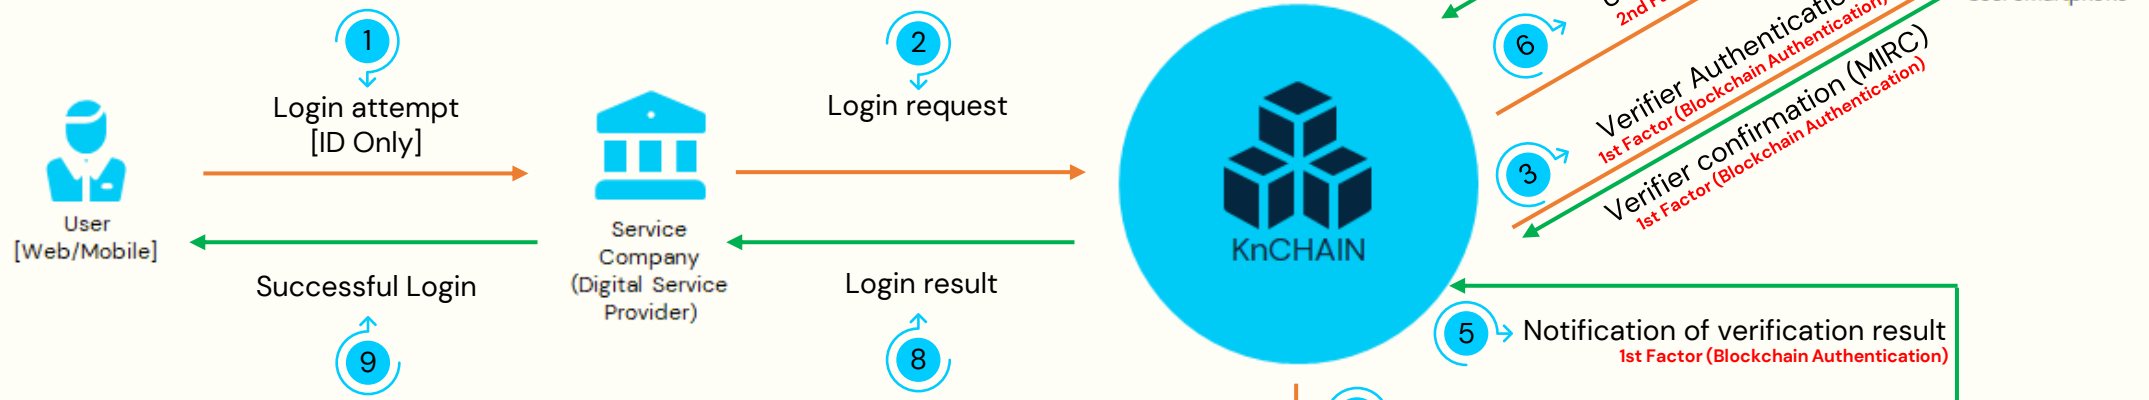 1
Login attempt
[ID Only]
User
[Web/Mobile]
Successful Login
9
Service
Company
(Digital Service
Provider)
2
Login request
Login result
8
KnCHAIN
6
3
Verifier Authentication
1st Factor (Blockchain Authentication)
Verifier confirmation (MIRC)
1st Factor (Blockchain Authentication)
5
Notification of verification result
1st Factor (Blockchain Authentication)